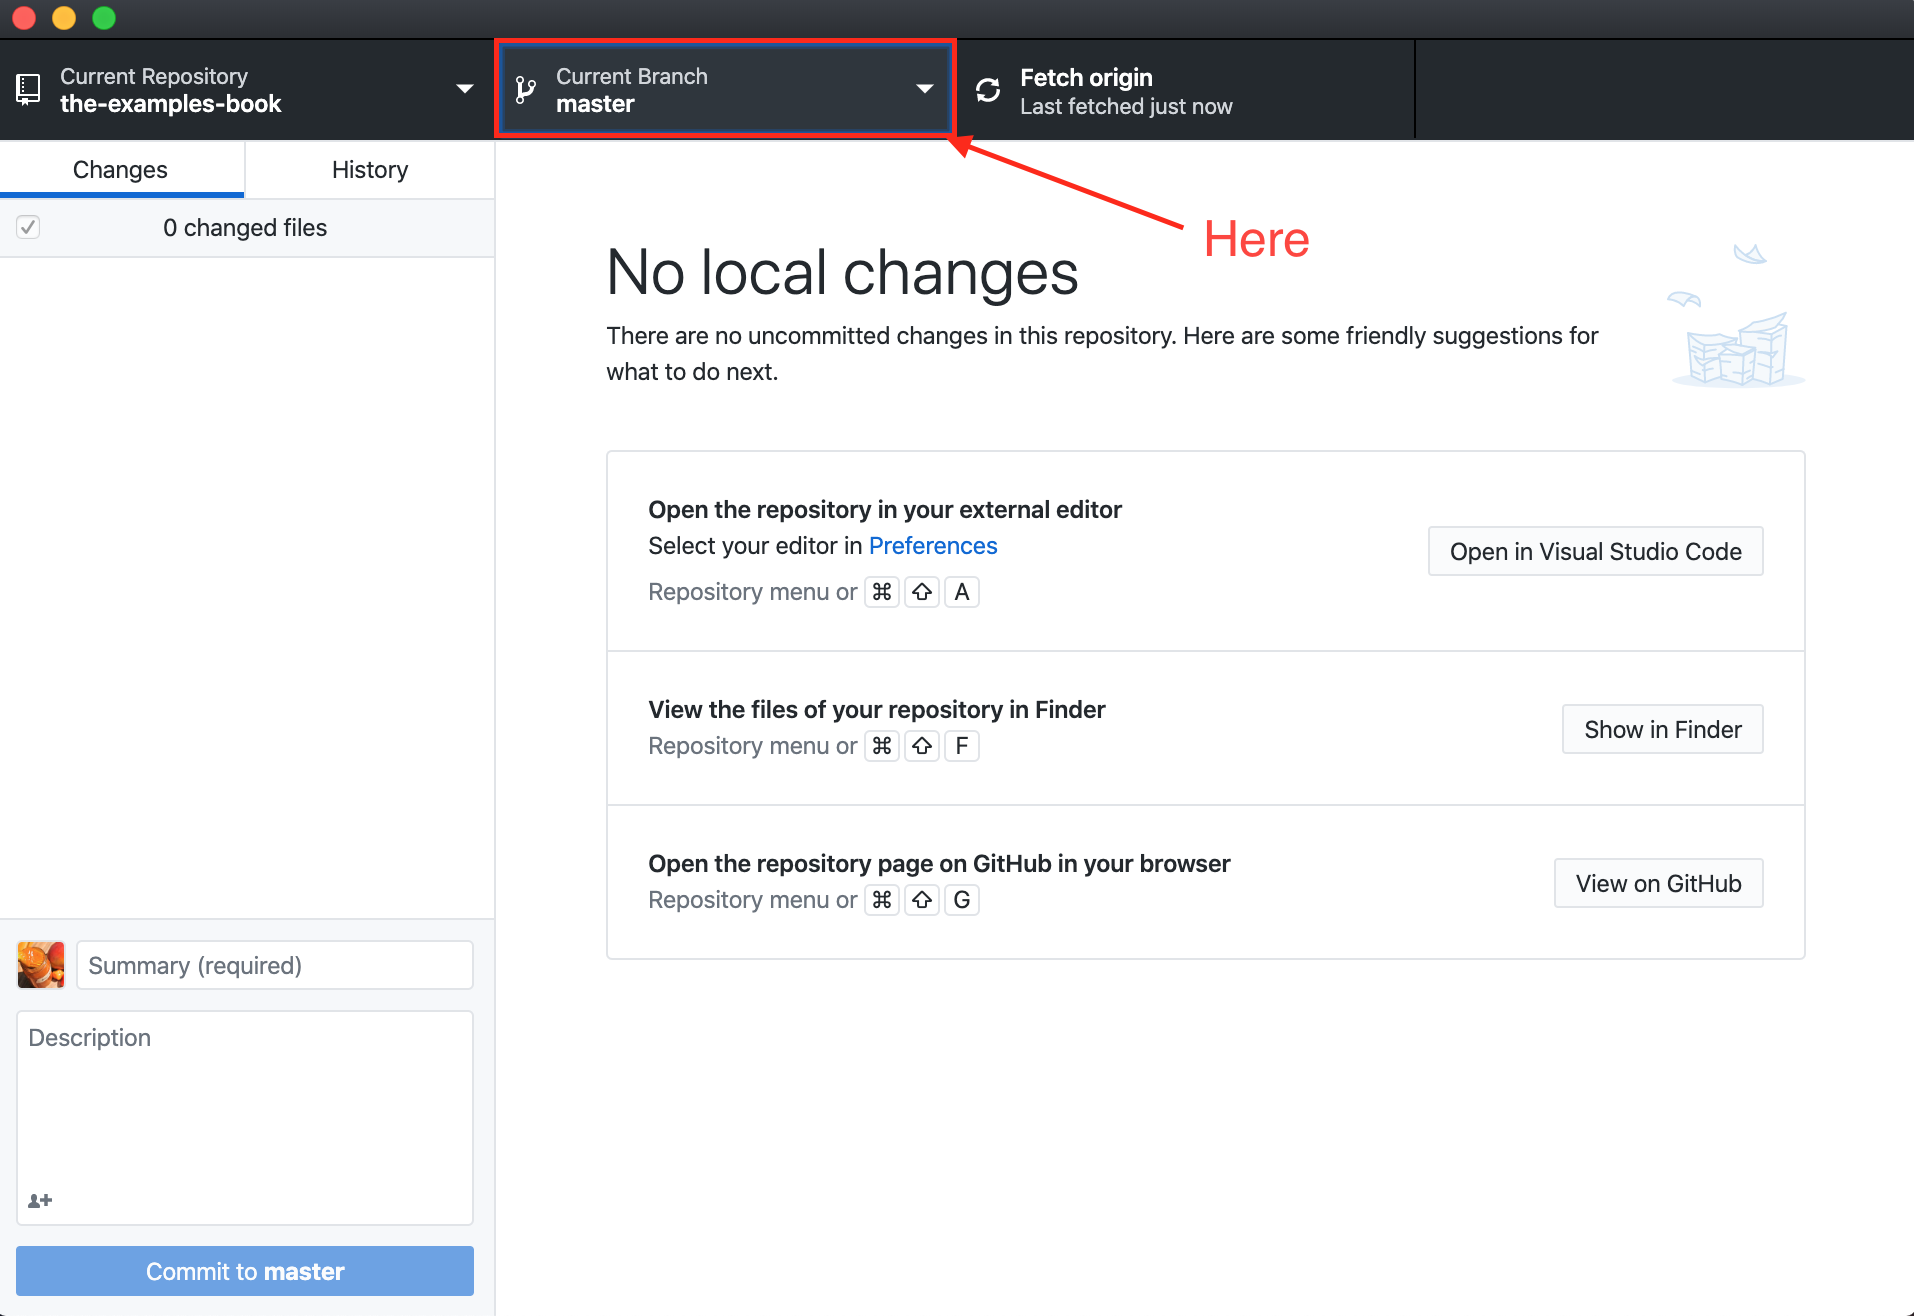 Current Repository
the-examples-book
Current Branch
master
Fetch origin
Last fetched just now
Changes
History
0 changed files
Here
No local changes
There are no uncommitted changes in this repository. Here are some friendly suggestions for
what to do next.
Open the repository in your external editor
Select your editor in Preferences
Repository menu or ⌘ ⇧ A
Open in Visual Studio Code
View the files of your repository in Finder
Repository menu or ⌘ ⇧ F
Show in Finder
Open the repository page on GitHub in your browser
Repository menu or ⌘ ⇧ G
View on GitHub
Summary (required)
Description
Commit to master